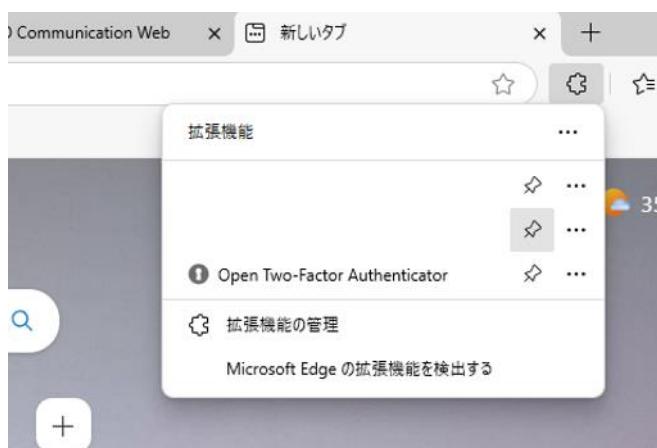 Communication Web
新しいタブ
拡張機能
Open Two-Factor Authenticator
拡張機能の管理
Microsoft Edge の拡張機能を検出する